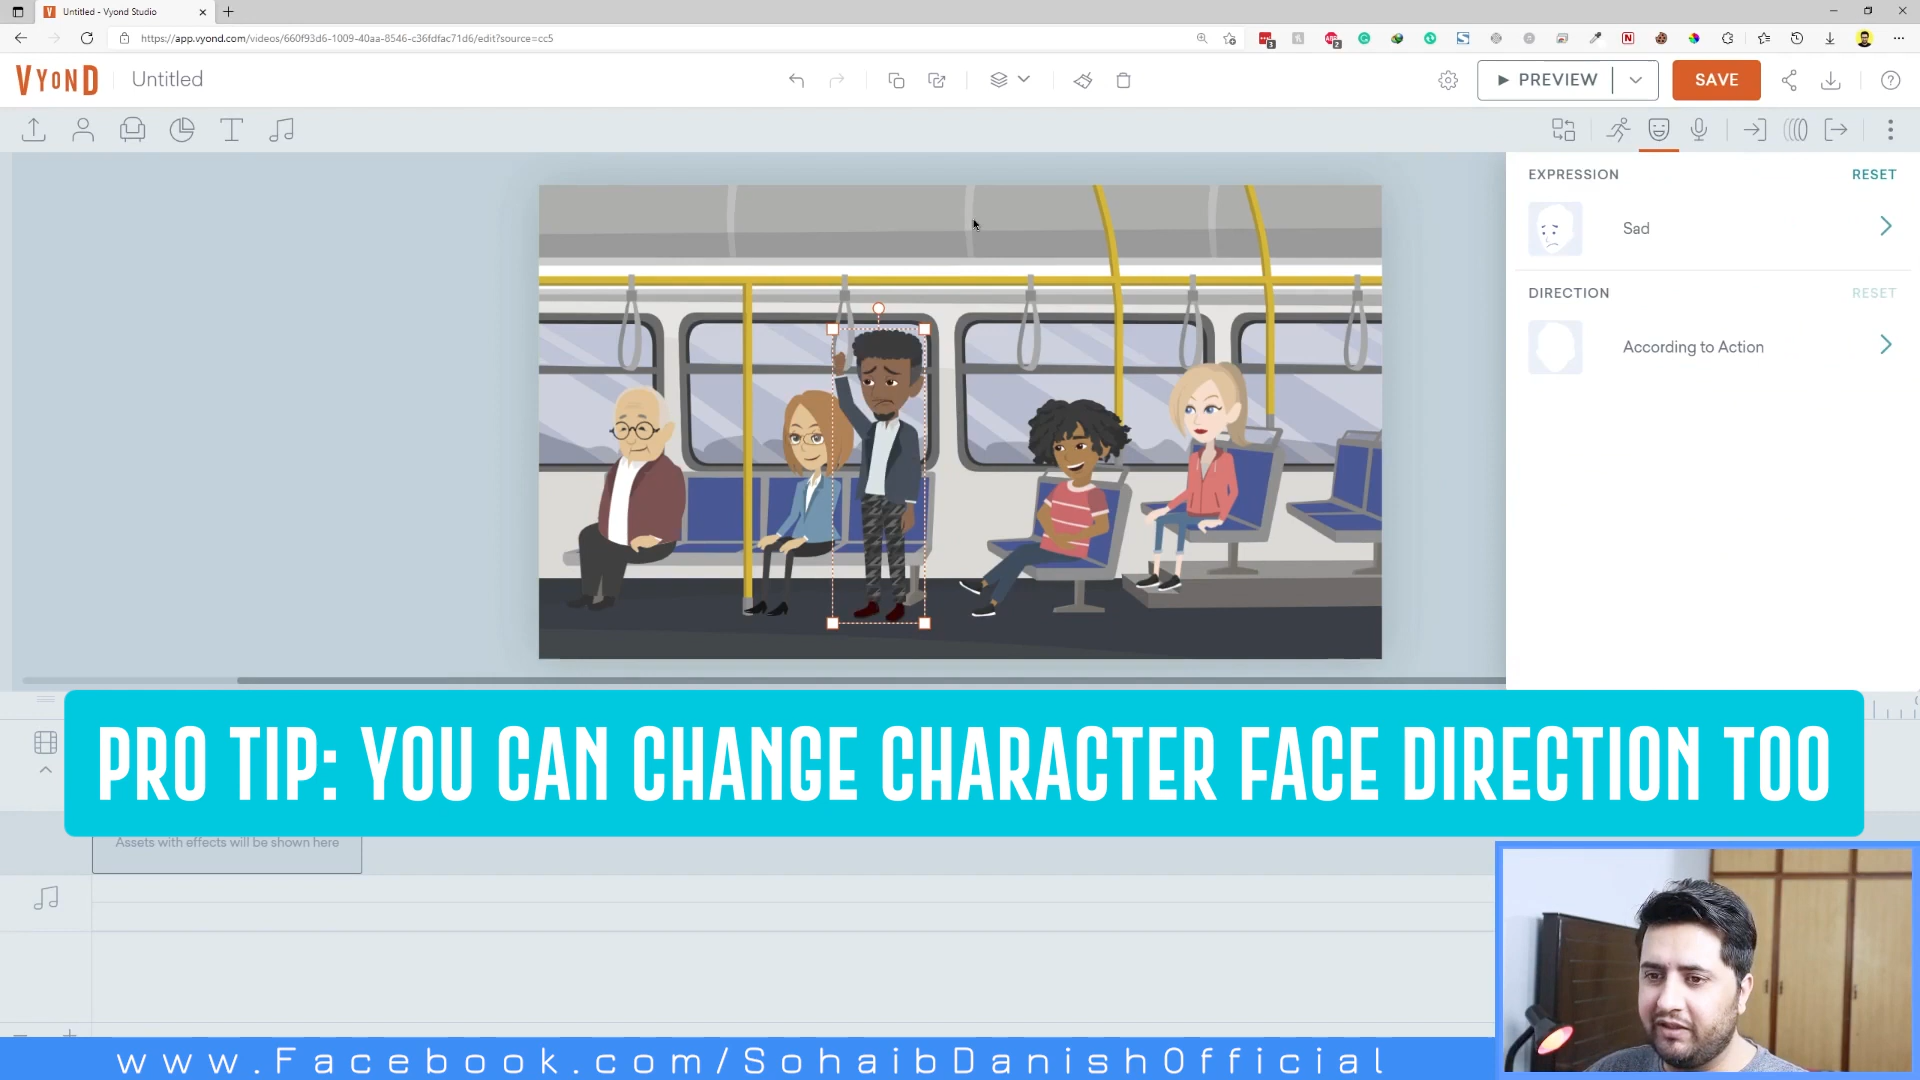 Untitled - Vyond Studio
https://app.vyond.com/videos/660f93d6-1009-40aa-8546-c36fdfac71d6/edit?source=cc5
VYOND
Untitled
PREVIEW
SAVE
EXPRESSION
RESET
Sad
DIRECTION
RESET
According to Action
PRO TIP: YOU CAN CHANGE CHARACTER FACE DIRECTION TOO
Assets with effects will be shown here
www.Facebook.com/SohaibDanishOfficial